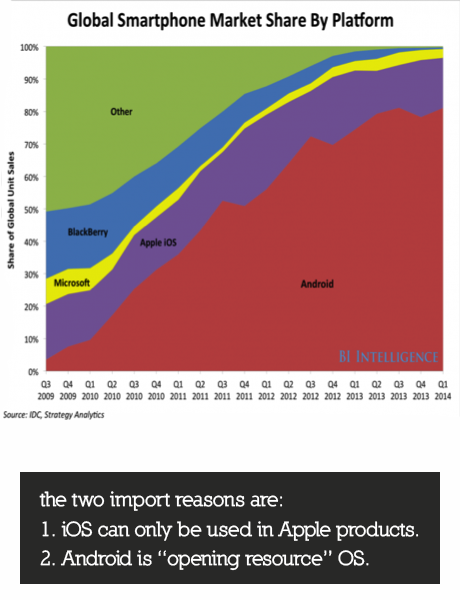 Global Smartphone Market Share By Platform
Share of Global Unit Sales
100%
90%
80%
70%
60%
50%
40%
30%
20%
10%
0%
Other
BlackBerry
Microsoft
Apple iOS
Android
BI INTELLIGENCE
Q3 Q4 Q1 Q2 Q3 Q4 Q1 Q2 Q3 Q4 Q1 Q2 Q3 Q4 Q1 Q2 Q3 Q4 Q1
2009 2009 2010 2010 2010 2010 2011 2011 2011 2011 2012 2012 2012 2012 2013 2013 2013 2013 2014
Source: IDC, Strategy Analytics
the two import reasons are:
1. iOS can only be used in Apple products.
2. Android is “opening resource” OS.